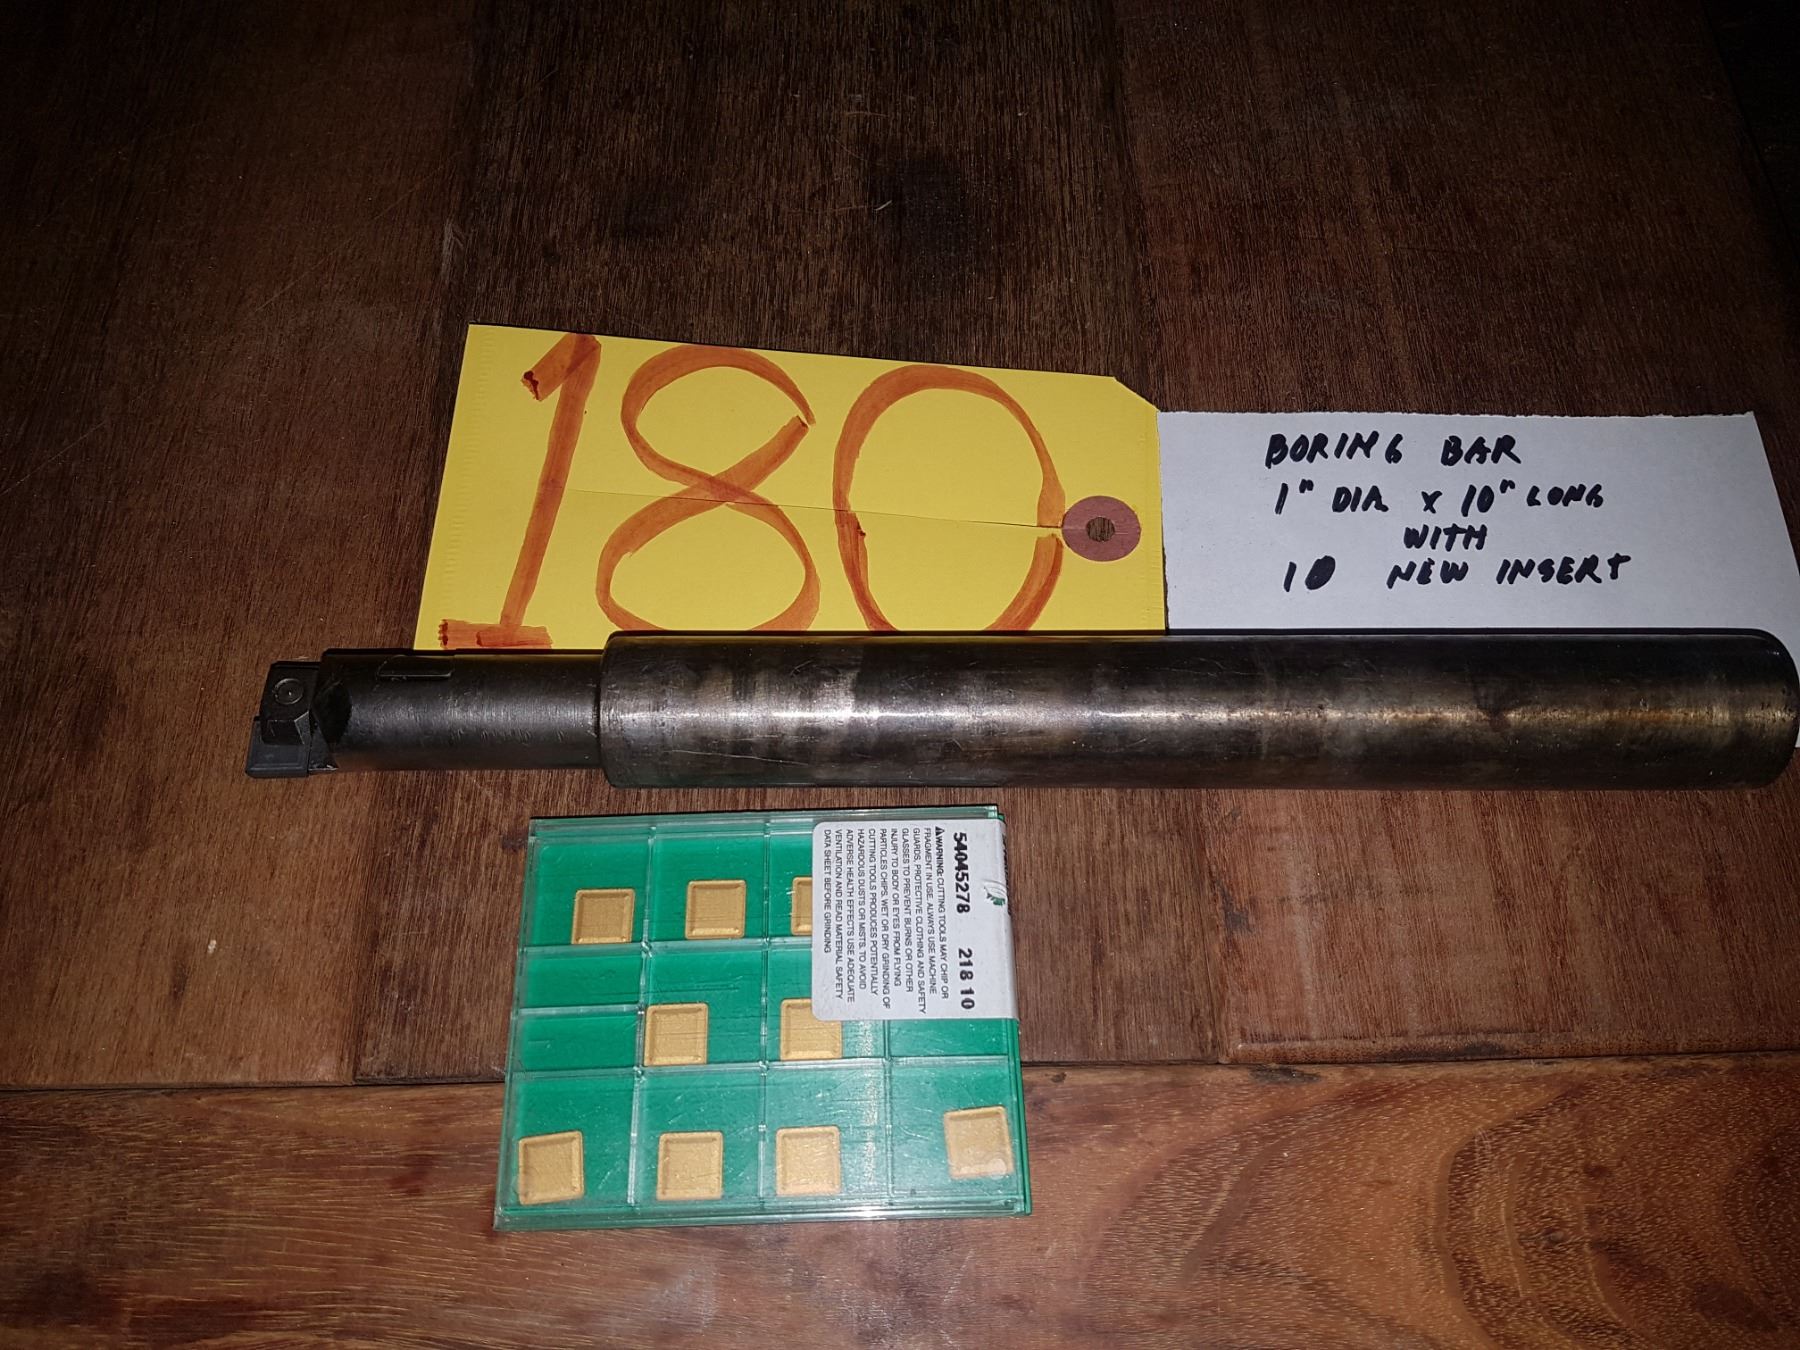 180
BORING BAR
1" DIA x 10" LONG
WITH
10 NEW INSERT
54045278 218 10
⚠WARNING: CUTTING TOOLS MAY CHIP OR
FRAGMENT IN USE. ALWAYS USE MACHINE
GUARDS, PROTECTIVE CLOTHING AND SAFETY
GLASSES TO PREVENT BURNS OR OTHER
INJURY TO BODY OR EYES FROM FLYING
PARTICLES CHIPS. WET OR DRY GRINDING OF
CUTTING TOOLS PRODUCES POTENTIALLY
HAZARDOUS DUSTS OR MISTS. TO AVOID
ADVERSE HEALTH EFFECTS USE ADEQUATE
VENTILATION AND READ MATERIAL SAFETY
DATA SHEET BEFORE GRINDING